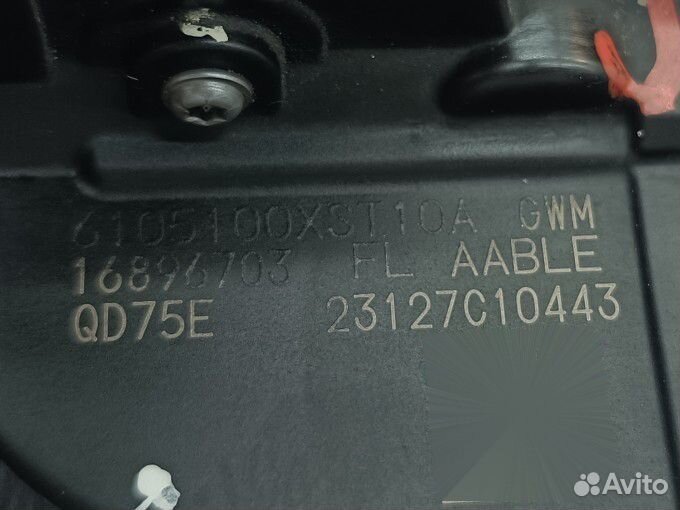 6105100XST10A GWM
16896703 FL AABLE
QD75E 23127C10443
Avito